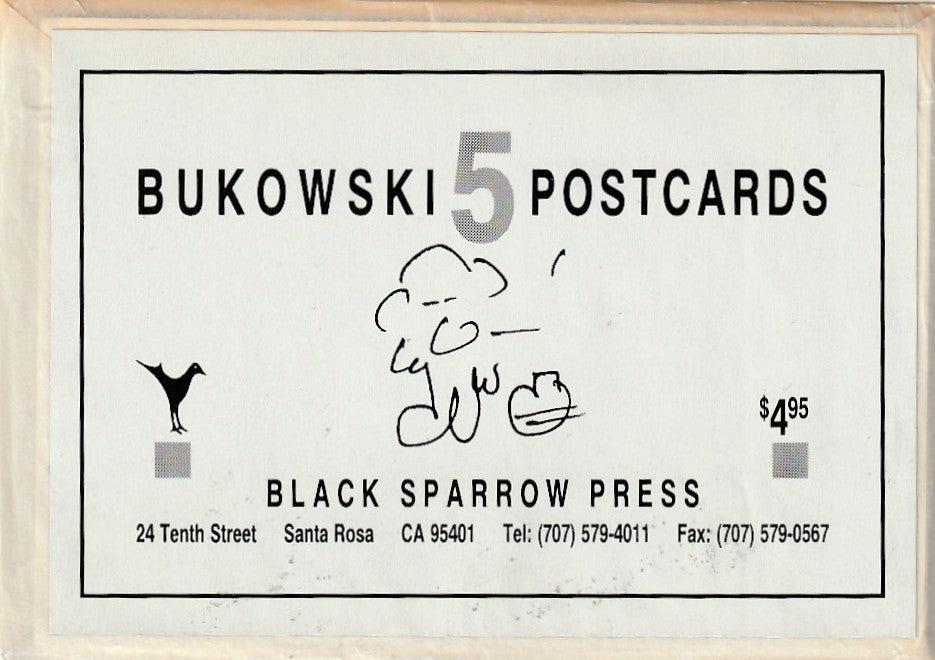 BUKOWSKI 5 POSTCARDS
$4.95
BLACK SPARROW PRESS
24 Tenth Street Santa Rosa CA 95401 Tel: (707) 579-4011 Fax: (707) 579-0567